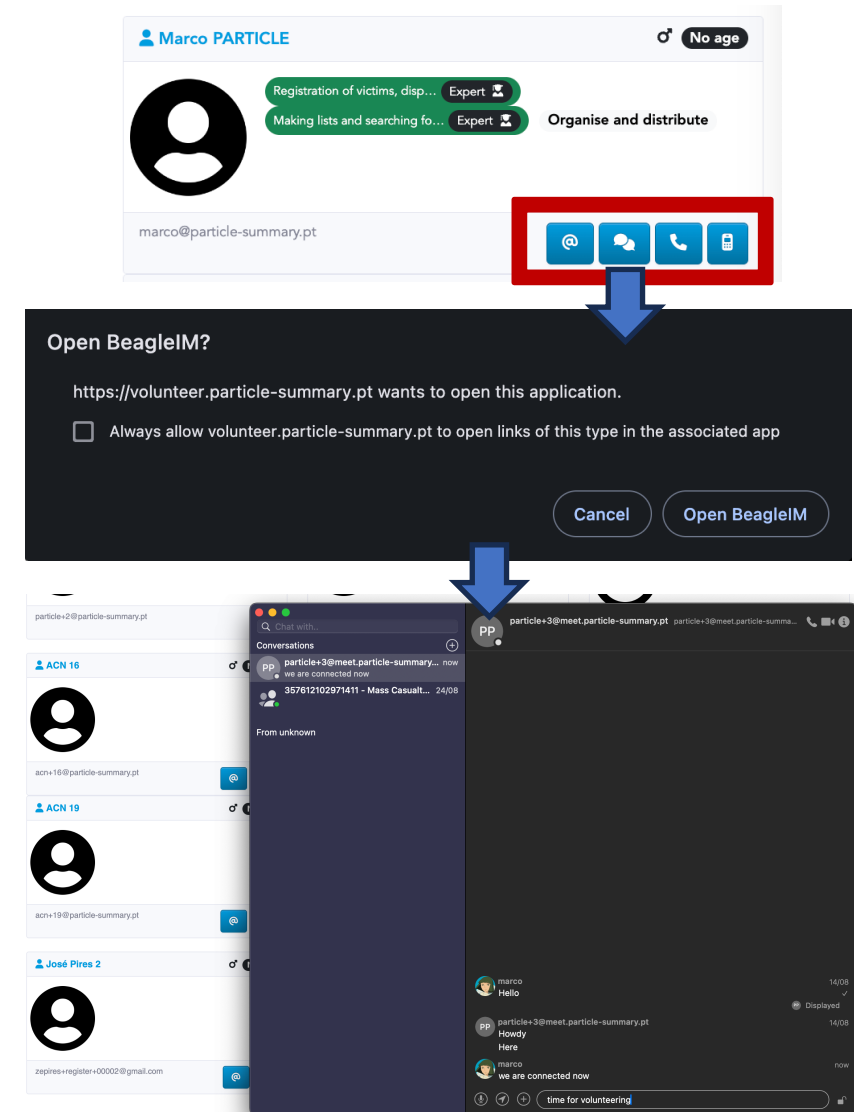 Marco PARTICLE
No age
Registration of victims, disp... Expert
Making lists and searching fo... Expert
Organise and distribute
marco@particle-summary.pt
@
Open BeagleIM?
https://volunteer.particle-summary.pt wants to open this application.
Always allow volunteer.particle-summary.pt to open links of this type in the associated app
Cancel
Open BeagleIM
particle+2@particle-summary.pt
ACN 16
acn+16@particle-summary.pt
@
ACN 19
acn+19@particle-summary.pt
@
José Pires 2
zepires+register+00002@gmail.com
@
Chat with..
Conversations
PP
particle+3@meet.particle-summary... now
we are connected now
357612102971411 - Mass Casualt... 24/08
From unknown
PP
particle+3@meet.particle-summary.pt particle+3@meet.particle-summa...
marco 14/08
Hello
PP Displayed
PP
particle+3@meet.particle-summary.pt 14/08
Howdy
Here
marco now
we are connected now
time for volunteering